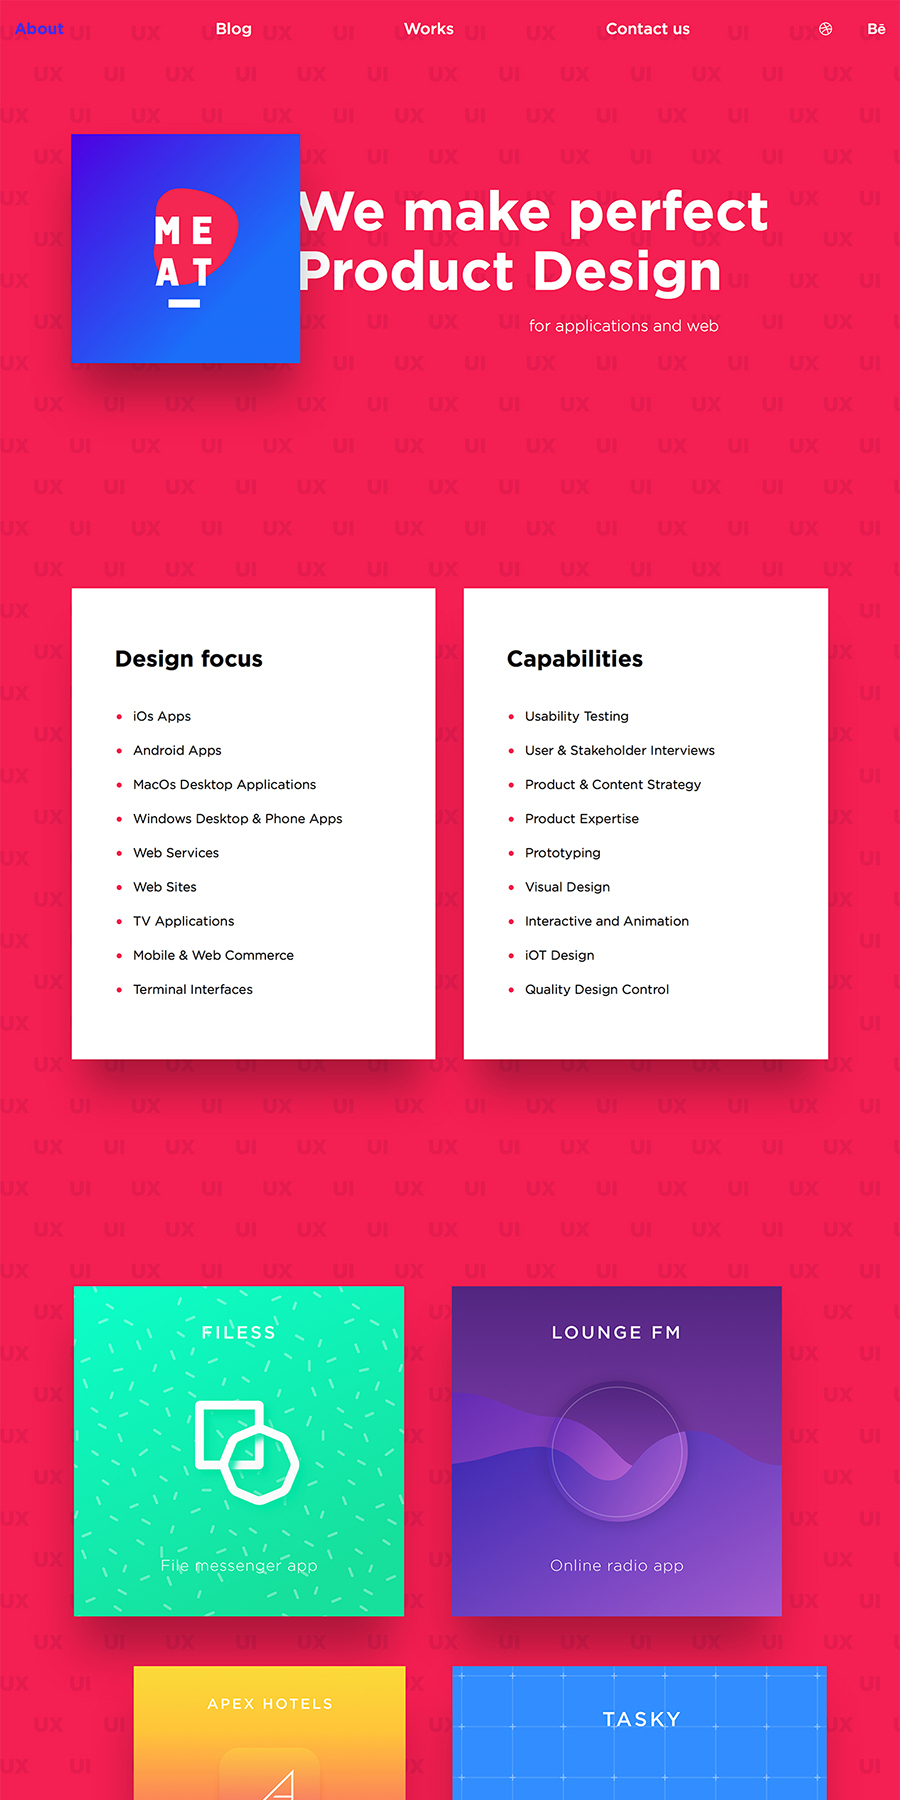 About Blog Works Contact us Bē
ME
AT
We make perfect
Product Design
for applications and web
Design focus
iOs Apps
Android Apps
MacOs Desktop Applications
Windows Desktop & Phone Apps
Web Services
Web Sites
TV Applications
Mobile & Web Commerce
Terminal Interfaces
Capabilities
Usability Testing
User & Stakeholder Interviews
Product & Content Strategy
Product Expertise
Prototyping
Visual Design
Interactive and Animation
iOT Design
Quality Design Control
FILESS
File messenger app
LOUNGE FM
Online radio app
APEX HOTELS
TASKY